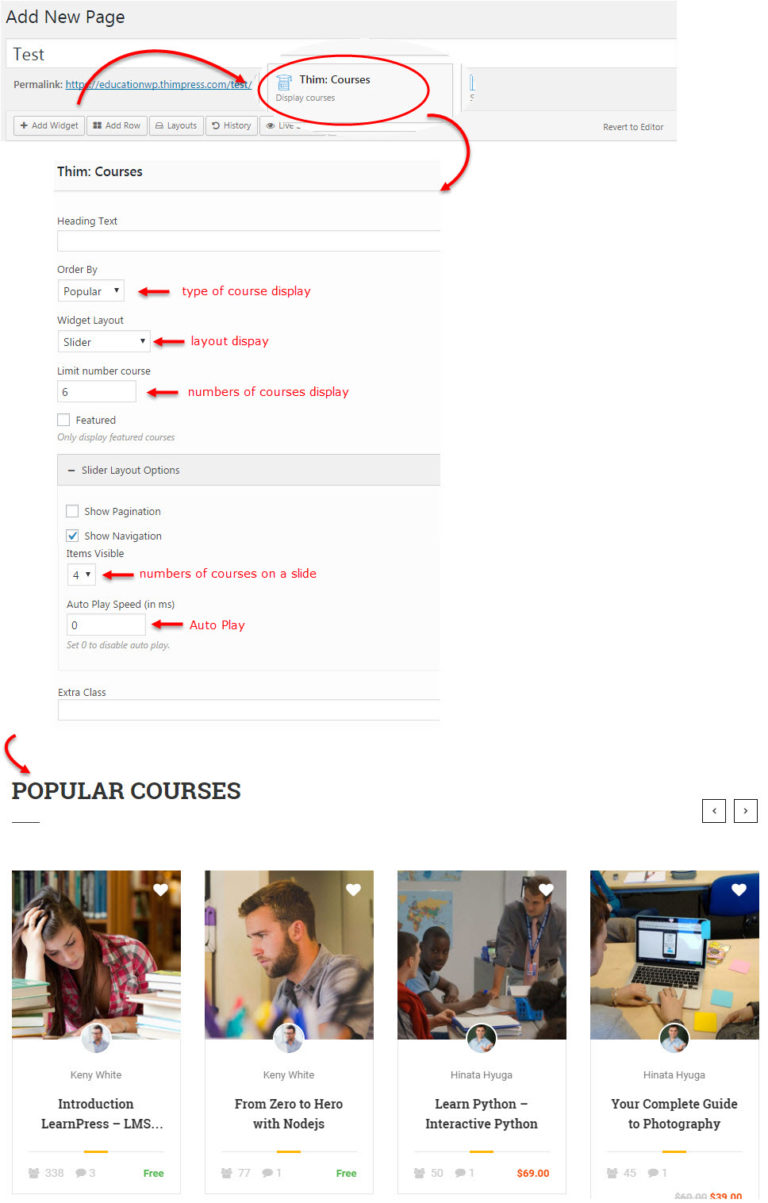 Add New Page
Test
Permalink: https://educationwp.thimpress.com/test/
Thim: Courses
Display courses
+ Add Widget
Add Row
Layouts
History
Live
Revert to Editor
Thim: Courses
Heading Text
Order By
Popular
type of course display
Widget Layout
Slider
layout dispay
Limit number course
6
numbers of courses display
Featured
Only display featured courses
− Slider Layout Options
Show Pagination
Show Navigation
Items Visible
4
numbers of courses on a slide
Auto Play Speed (in ms)
0
Auto Play
Set 0 to disable auto play.
Extra Class
POPULAR COURSES
Keny White
Introduction
LearnPress – LMS...
338 3 Free
Keny White
From Zero to Hero
with Nodejs
77 1 Free
Hinata Hyuga
Learn Python –
Interactive Python
50 1 $69.00
Hinata Hyuga
Your Complete Guide
to Photography
45 1
$60.00 $39.00